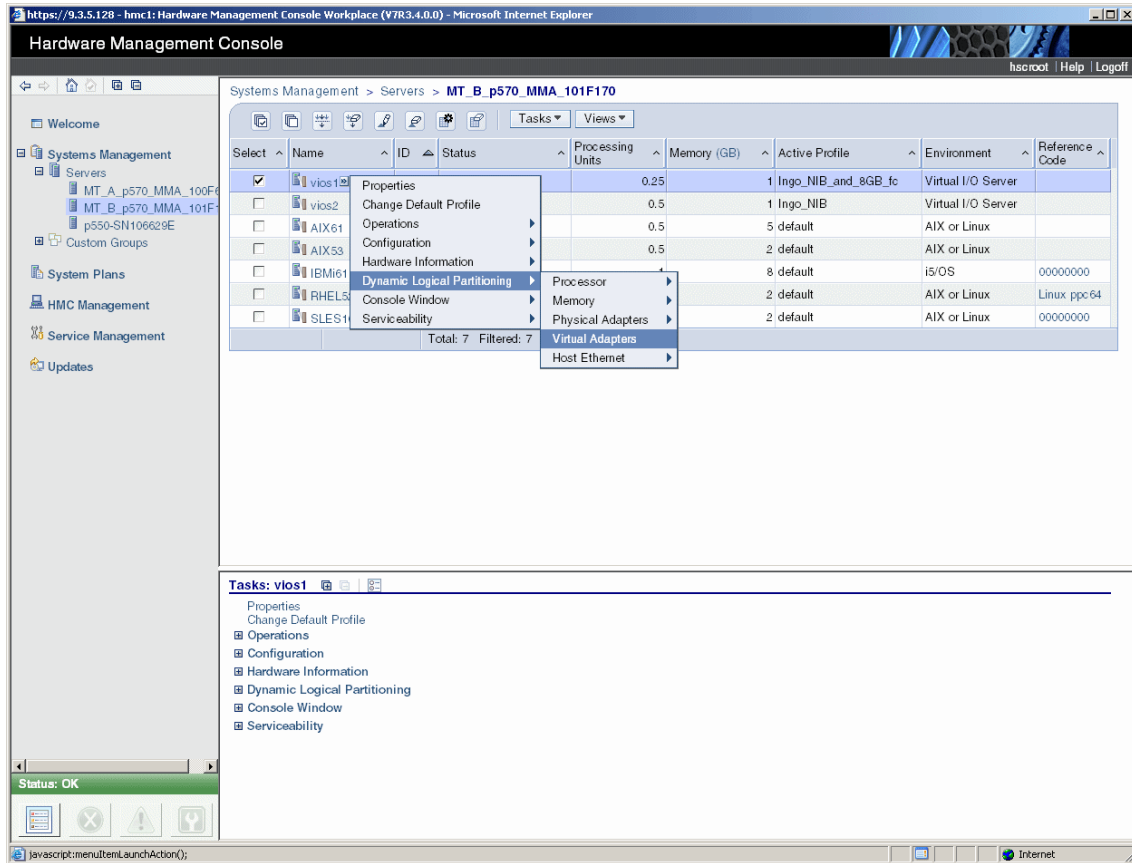 https://9.3.5.128 - hmc1: Hardware Management Console Workplace (V7R3.4.0.0) - Microsoft Internet Explorer
Hardware Management Console
hscroot | Help | Logoff
Systems Management > Servers > MT_B_p570_MMA_101F170
Welcome
Systems Management
Servers
MT_A_p570_MMA_100F6
MT_B_p570_MMA_101F1
p550-SN106629E
Custom Groups
System Plans
HMC Management
Service Management
Updates
Tasks Views
Select Name ID Status Processing Units Memory (GB) Active Profile Environment Reference Code
vios1 0.25 1 Ingo_NIB_and_8GB_fc Virtual I/O Server
vios2 0.5 1 Ingo_NIB Virtual I/O Server
AIX61 0.5 5 default AIX or Linux
AIX53 0.5 2 default AIX or Linux
IBMi61 8 default i5/OS 00000000
RHEL5 2 default AIX or Linux Linux ppc64
SLES1 2 default AIX or Linux 00000000
Total: 7 Filtered: 7
Properties
Change Default Profile
Operations
Configuration
Hardware Information
Dynamic Logical Partitioning
Console Window
Serviceability
Processor
Memory
Physical Adapters
Virtual Adapters
Host Ethernet
Tasks: vios1
Properties
Change Default Profile
Operations
Configuration
Hardware Information
Dynamic Logical Partitioning
Console Window
Serviceability
Status: OK
javascript:menuItemLaunchAction();
Internet